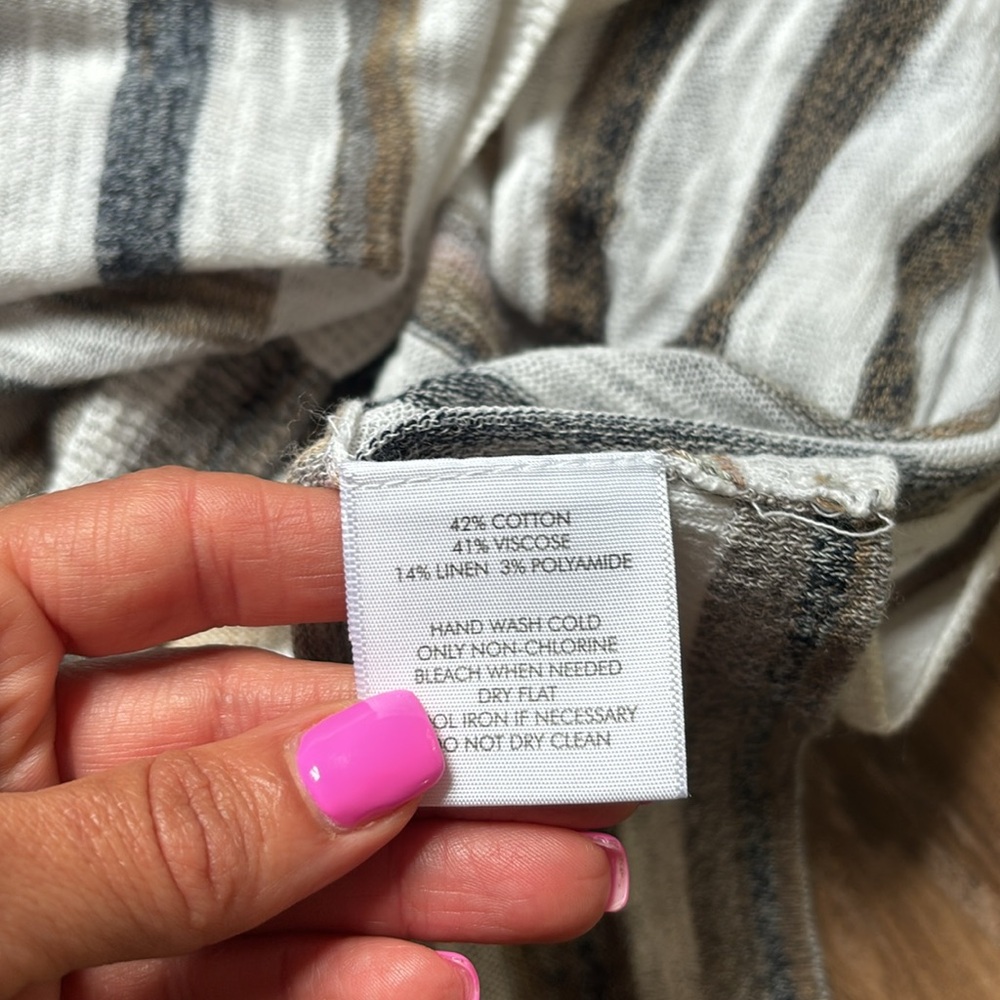 42% COTTON
41% VISCOSE
14% LINEN 3% POLYAMIDE
HAND WASH COLD
ONLY NON-CHLORINE
BLEACH WHEN NEEDED
DRY FLAT
OL IRON IF NECESSARY
O NOT DRY CLEAN